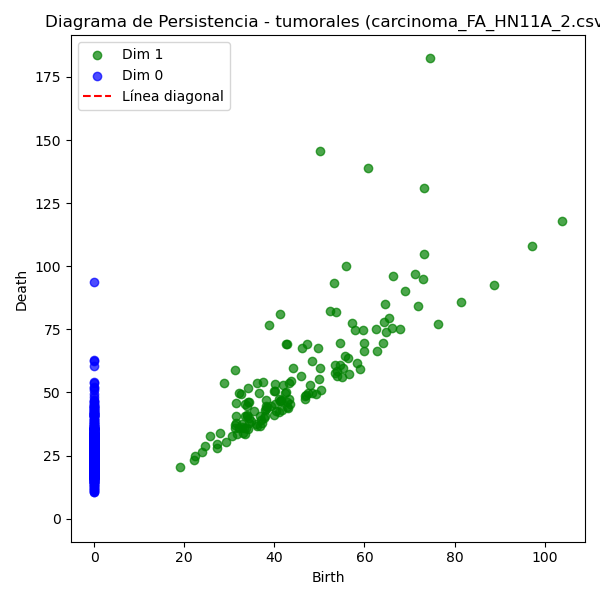 Diagrama de Persistencia - tumorales (carcinoma_FA_HN11A_2.csv
Dim 1
Dim 0
Línea diagonal
175
150
125
100
75
50
25
0
Death
0
20
40
60
80
100
Birth